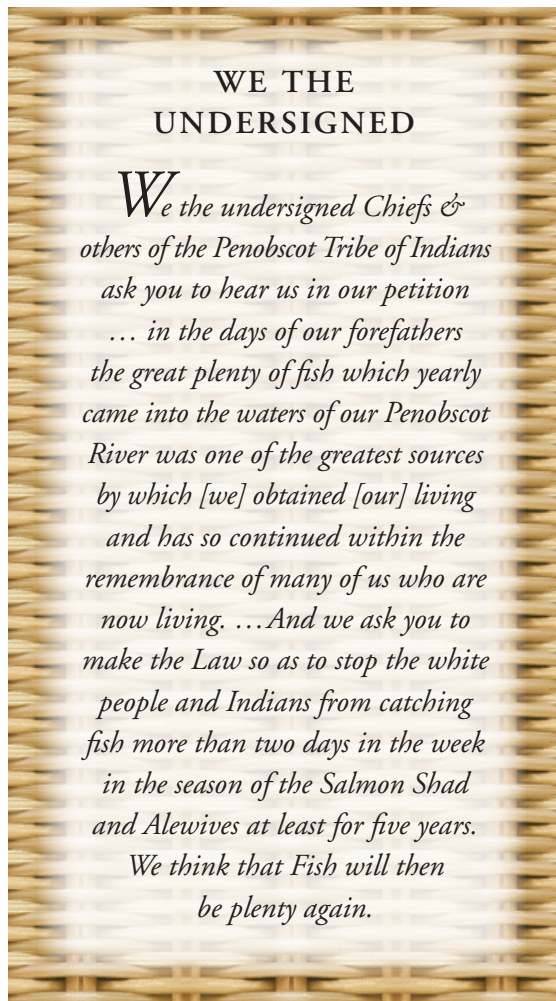 WE THE
UNDERSIGNED
We the undersigned Chiefs &
others of the Penobscot Tribe of Indians
ask you to hear us in our petition
… in the days of our forefathers
the great plenty of fish which yearly
came into the waters of our Penobscot
River was one of the greatest sources
by which [we] obtained [our] living
and has so continued within the
remembrance of many of us who are
now living. …And we ask you to
make the Law so as to stop the white
people and Indians from catching
fish more than two days in the week
in the season of the Salmon Shad
and Alewives at least for five years.
We think that Fish will then
be plenty again.